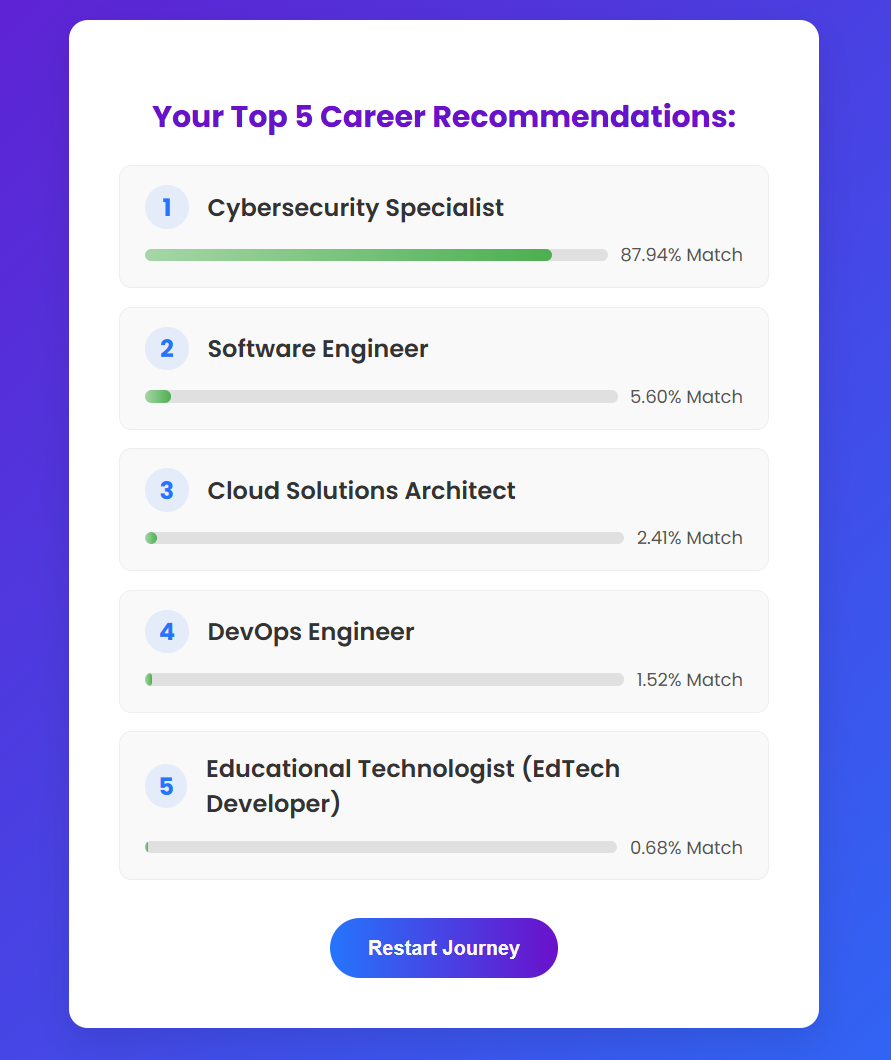 Your Top 5 Career Recommendations:
1 Cybersecurity Specialist
87.94% Match
2 Software Engineer
5.60% Match
3 Cloud Solutions Architect
2.41% Match
4 DevOps Engineer
1.52% Match
5 Educational Technologist (EdTech
Developer)
0.68% Match
Restart Journey